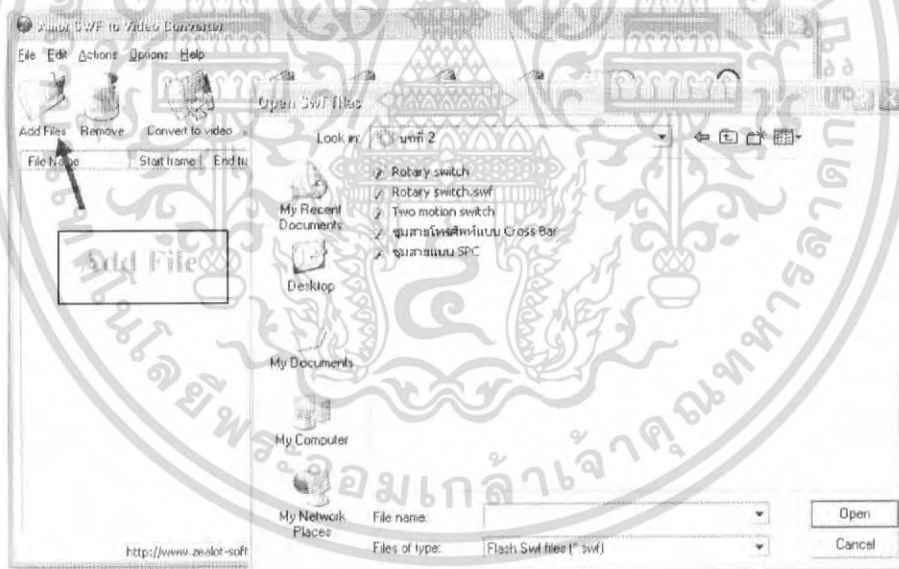 SWF to Video Converter
File Edit Actions Options Help
Add Files Remove Convert to video
File Name Start frame End fra
Add File
http://www.zealot-soft
Open Swf files
Look in: บทที่ 2
Rotary switch
Rotary switch.swf
Two motion switch
ชุมสายโทรศัพท์แบบ Cross Bar
ชุมสายแบบ SPC
My Recent
Documents
Desktop
My Documents
My Computer
My Network
Places
File name:
Files of type: Flash Swf files (*.swf)
Open
Cancel